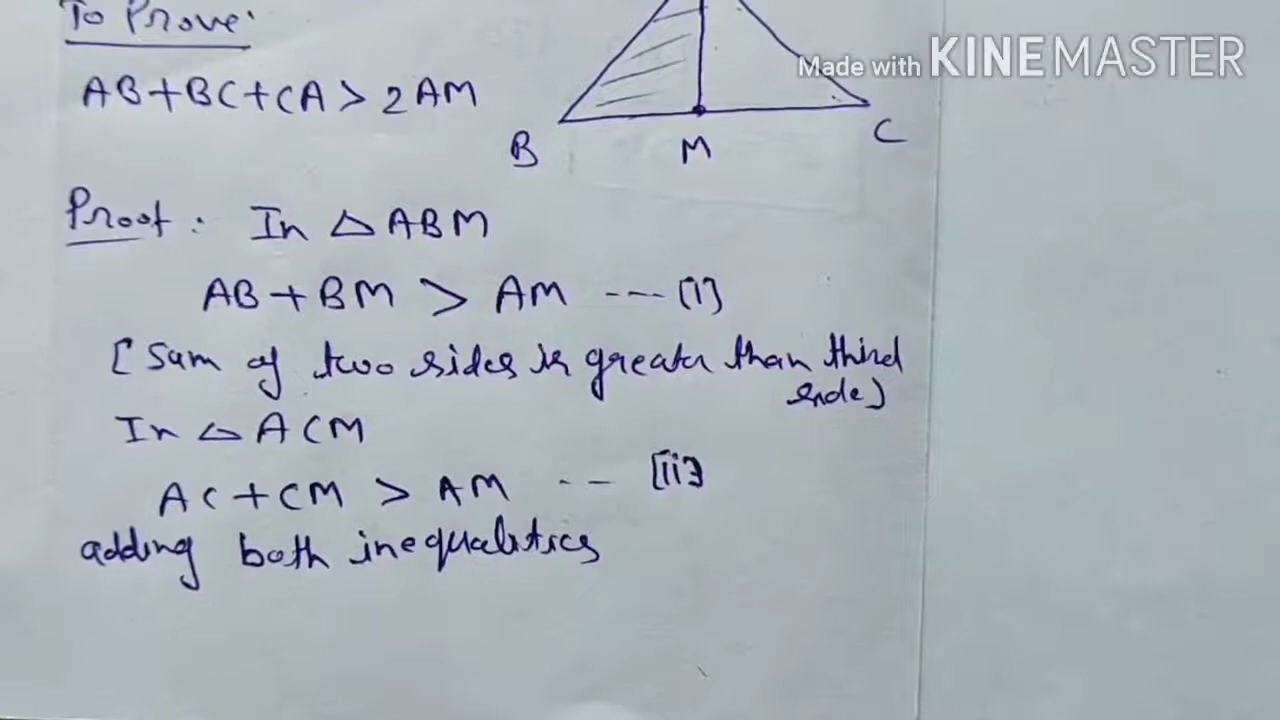 To Prove:
AB+BC+CA > 2AM
Made with KINEMASTER
B
M
C
Proof : In △ABM
AB + BM > AM --- [i]
[Sum of two sides is greater than third
side]
In △ACM
AC + CM > AM -- [ii]
adding both inequalities